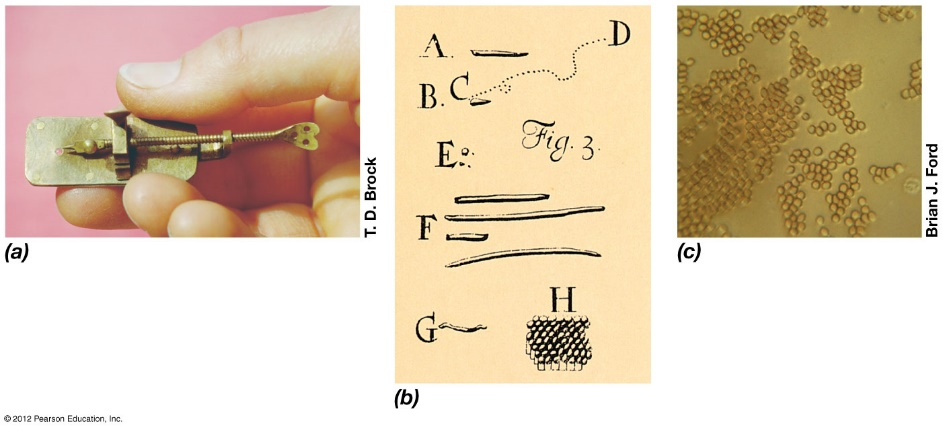 T. D. Brock
(a)
A.
D
B. C
Fig. 3.
E
F
G
H
(b)
Brian J. Ford
(c)
© 2012 Pearson Education, Inc.